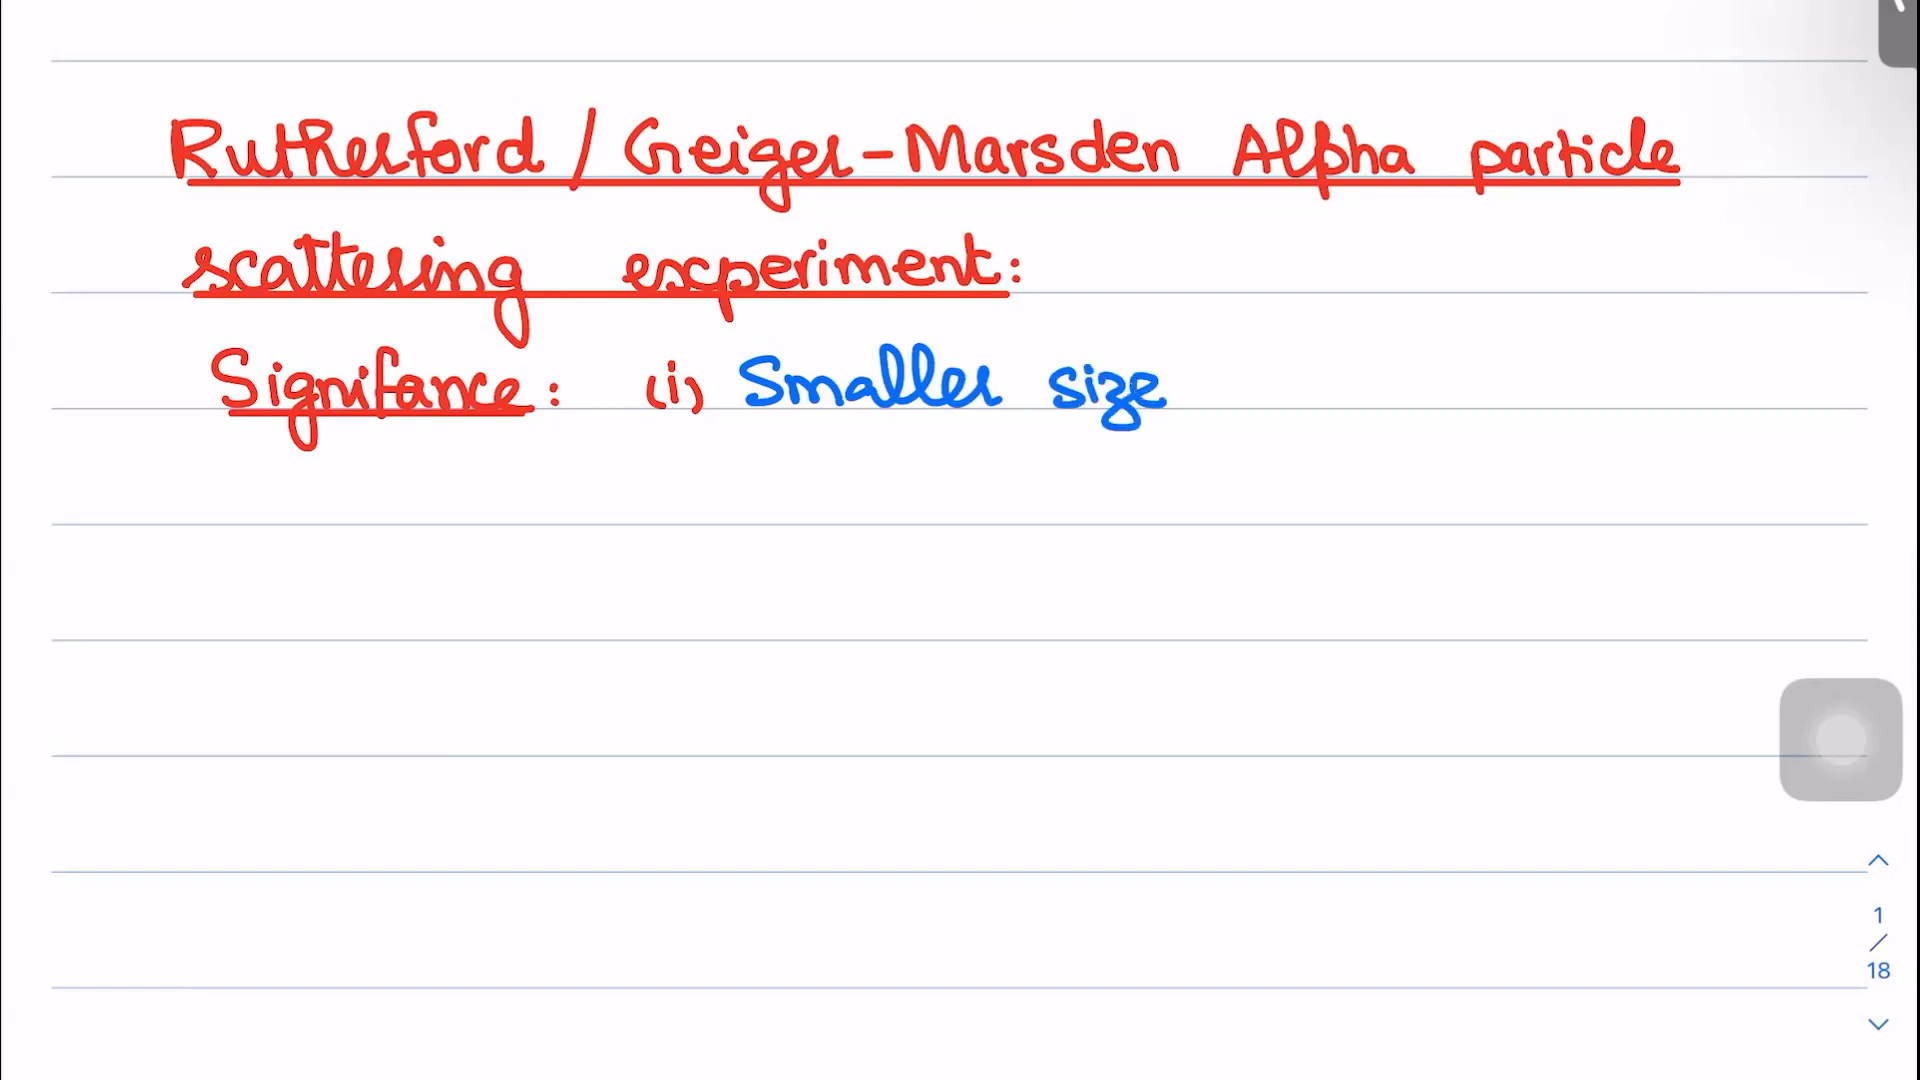 Rutherford / Geiger-Marsden Alpha particle
scattering experiment:
Signifance: (i) Smaller size
1
/
18